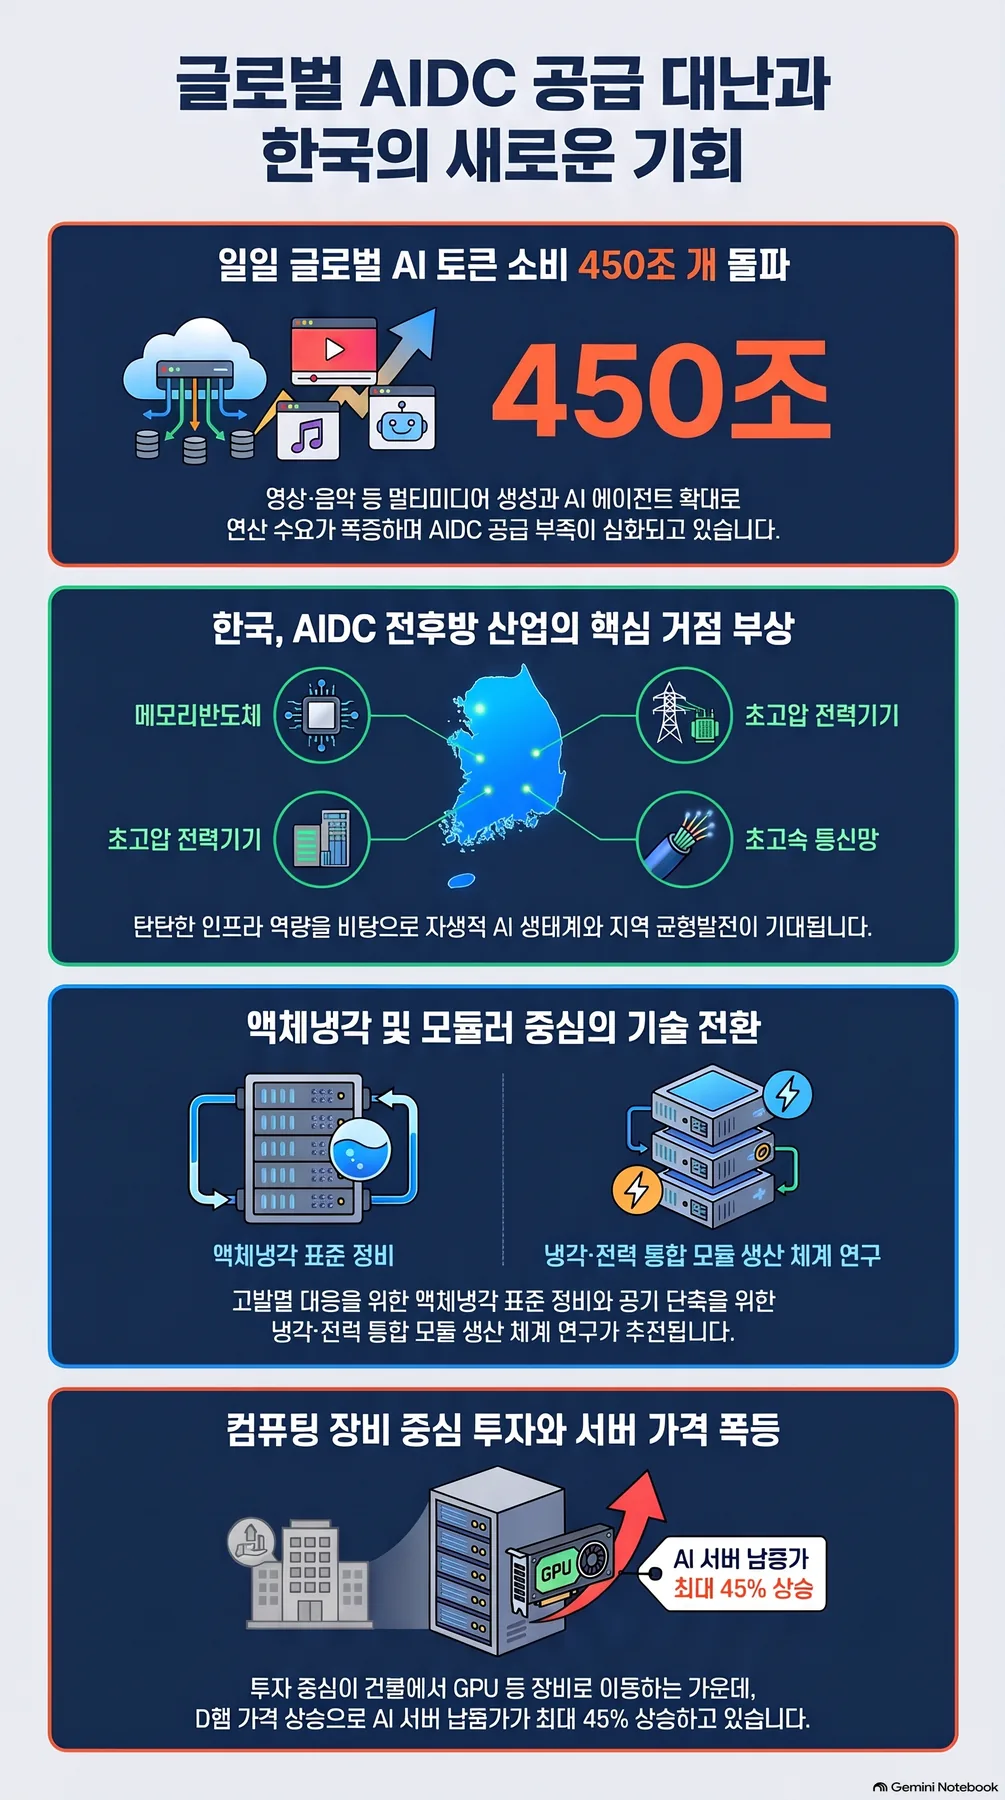 글로벌 AIDC 공급 대난과
한국의 새로운 기회
일일 글로벌 AI 토큰 소비 450조 개 돌파
450조
영상·음악 등 멀티미디어 생성과 AI 에이전트 확대로
연산 수요가 폭증하며 AIDC 공급 부족이 심화되고 있습니다.
한국, AIDC 전후방 산업의 핵심 거점 부상
메모리반도체
초고압 전력기기
초고압 전력기기
초고속 통신망
탄탄한 인프라 역량을 비탕으로 자생적 AI 생태계와 지역 균형발전이 기대됩니다.
액체냉각 및 모듈러 중심의 기술 전환
액체냉각 표준 정비
냉각·전력 통합 모듈 생산 체계 연구
고발멸 대응을 위한 액체냉각 표준 정비와 공기 단축을 위한
냉각·전력 통합 모둘 생산 체계 연구가 추전됩니다.
컴퓨팅 장비 중심 투자와 서버 가격 폭등
GPU
AI 서버
최대 45% 상승
투자 중심이 에서 GPU 등 장비로 이동하는 가운데,
D햄 가격 상승으로 AI 서버 최대 45% 상승하고 있습니다.
Gemini Notebook